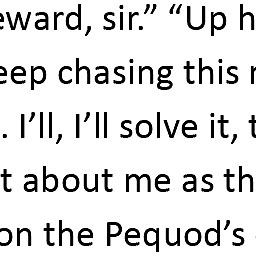 eward, sir.” “Up h
eep chasing this
. I’ll, I’ll solve it, t
t about me as th
on the Pequod’s